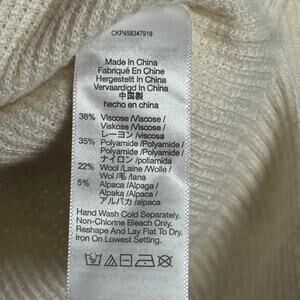 CKP458347918
Made In China
Fabriqué En Chine
Hergestellt In China
Vervaardigd In China
中国製
hecho en china
38% Viscose /Viscose /
Viskose /Viscose /
レーヨン /viscosa
35% Polyamide /Polyamide /
Polyamide /Polyamide /
ナイロン /poliamida
22% Wool /Laine /Wolle /
Wol /毛 /lana
5% Alpaca /Alpaga /
Alpaka /Alpaca /
アルパカ /alpaca
Hand Wash Cold Separately.
Non-Chlorine Bleach Only.
Reshape And Lay Flat To Dry.
Iron On Lowest Setting.